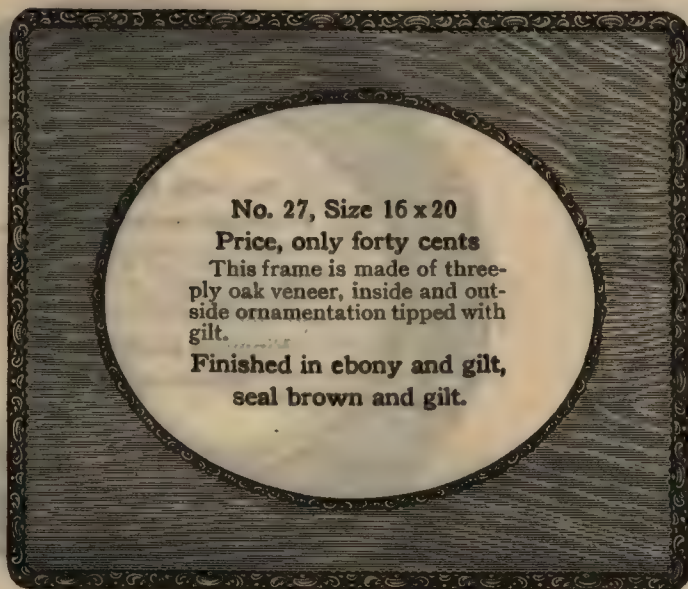 No. 27, Size 16 x 20
Price, only forty cents
This frame is made of three-
ply oak veneer, inside and out-
side ornamentation tipped with
gilt.
Finished in ebony and gilt,
seal brown and gilt.